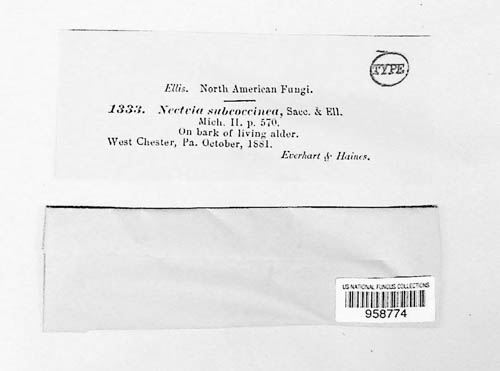 TYPE
Ellis. North American Fungi.
1333. Nectria subcoccinea, Sacc. & Ell.
Mich. II. p. 570.
On bark of living alder.
West Chester, Pa. October, 1881.
Everhart & Haines.
US NATIONAL FUNGUS COLLECTIONS
958774